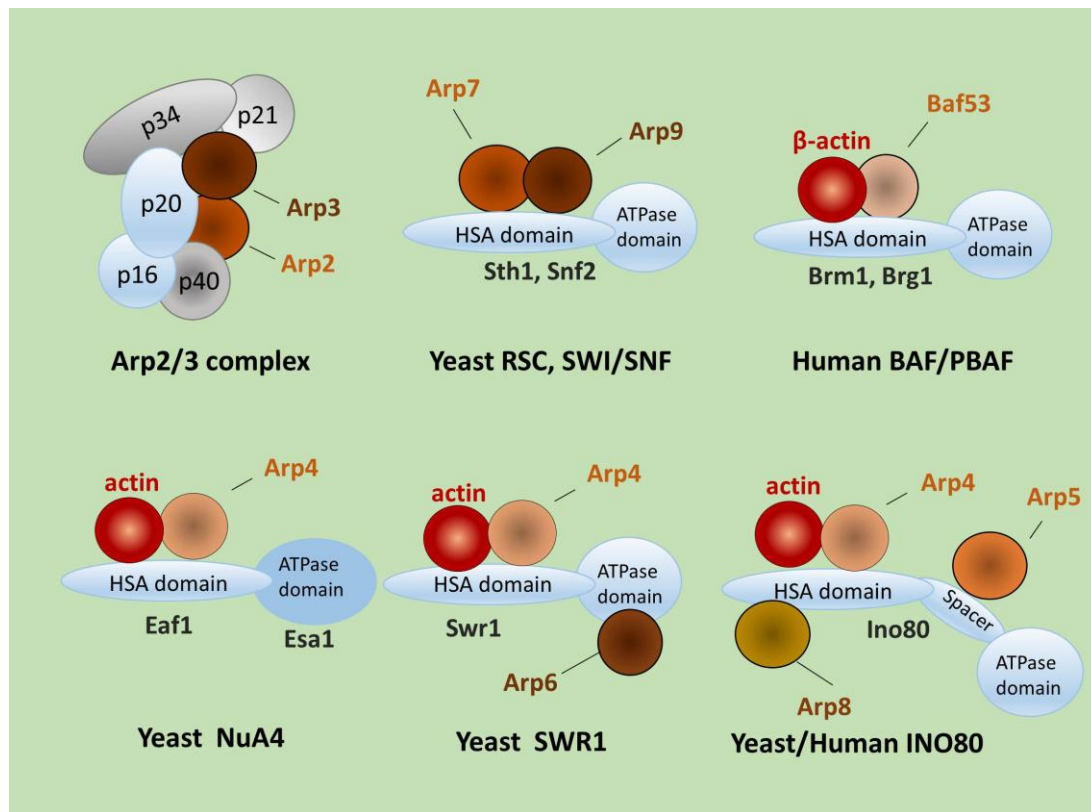 p34
p21
p20
Arp3
p16
p40
Arp2
Arp2/3 complex
Arp7
Arp9
HSA domain
ATPase
domain
Sth1, Snf2
Yeast RSC, SWI/SNF
Baf53
β-actin
HSA domain
ATPase
domain
Brm1, Brg1
Human BAF/PBAF
actin
Arp4
HSA domain
ATPase
domain
Eaf1
Esa1
Yeast NuA4
actin
Arp4
HSA domain
ATPase
domain
Swr1
Arp6
Yeast SWR1
actin
Arp4
Arp5
HSA domain
Spacer
Ino80
ATPase
domain
Arp8
Yeast/Human INO80